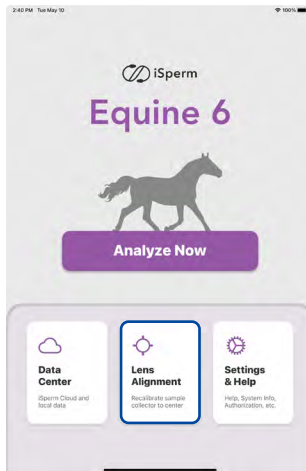 2:40 PM Tue May 10 100%
iSperm
Equine 6
Analyze Now
Data
Center
iSperm Cloud and
local data
Lens
Alignment
Recalibrate sample
collector to center
Settings
& Help
Help, System Info,
Authorization, etc.